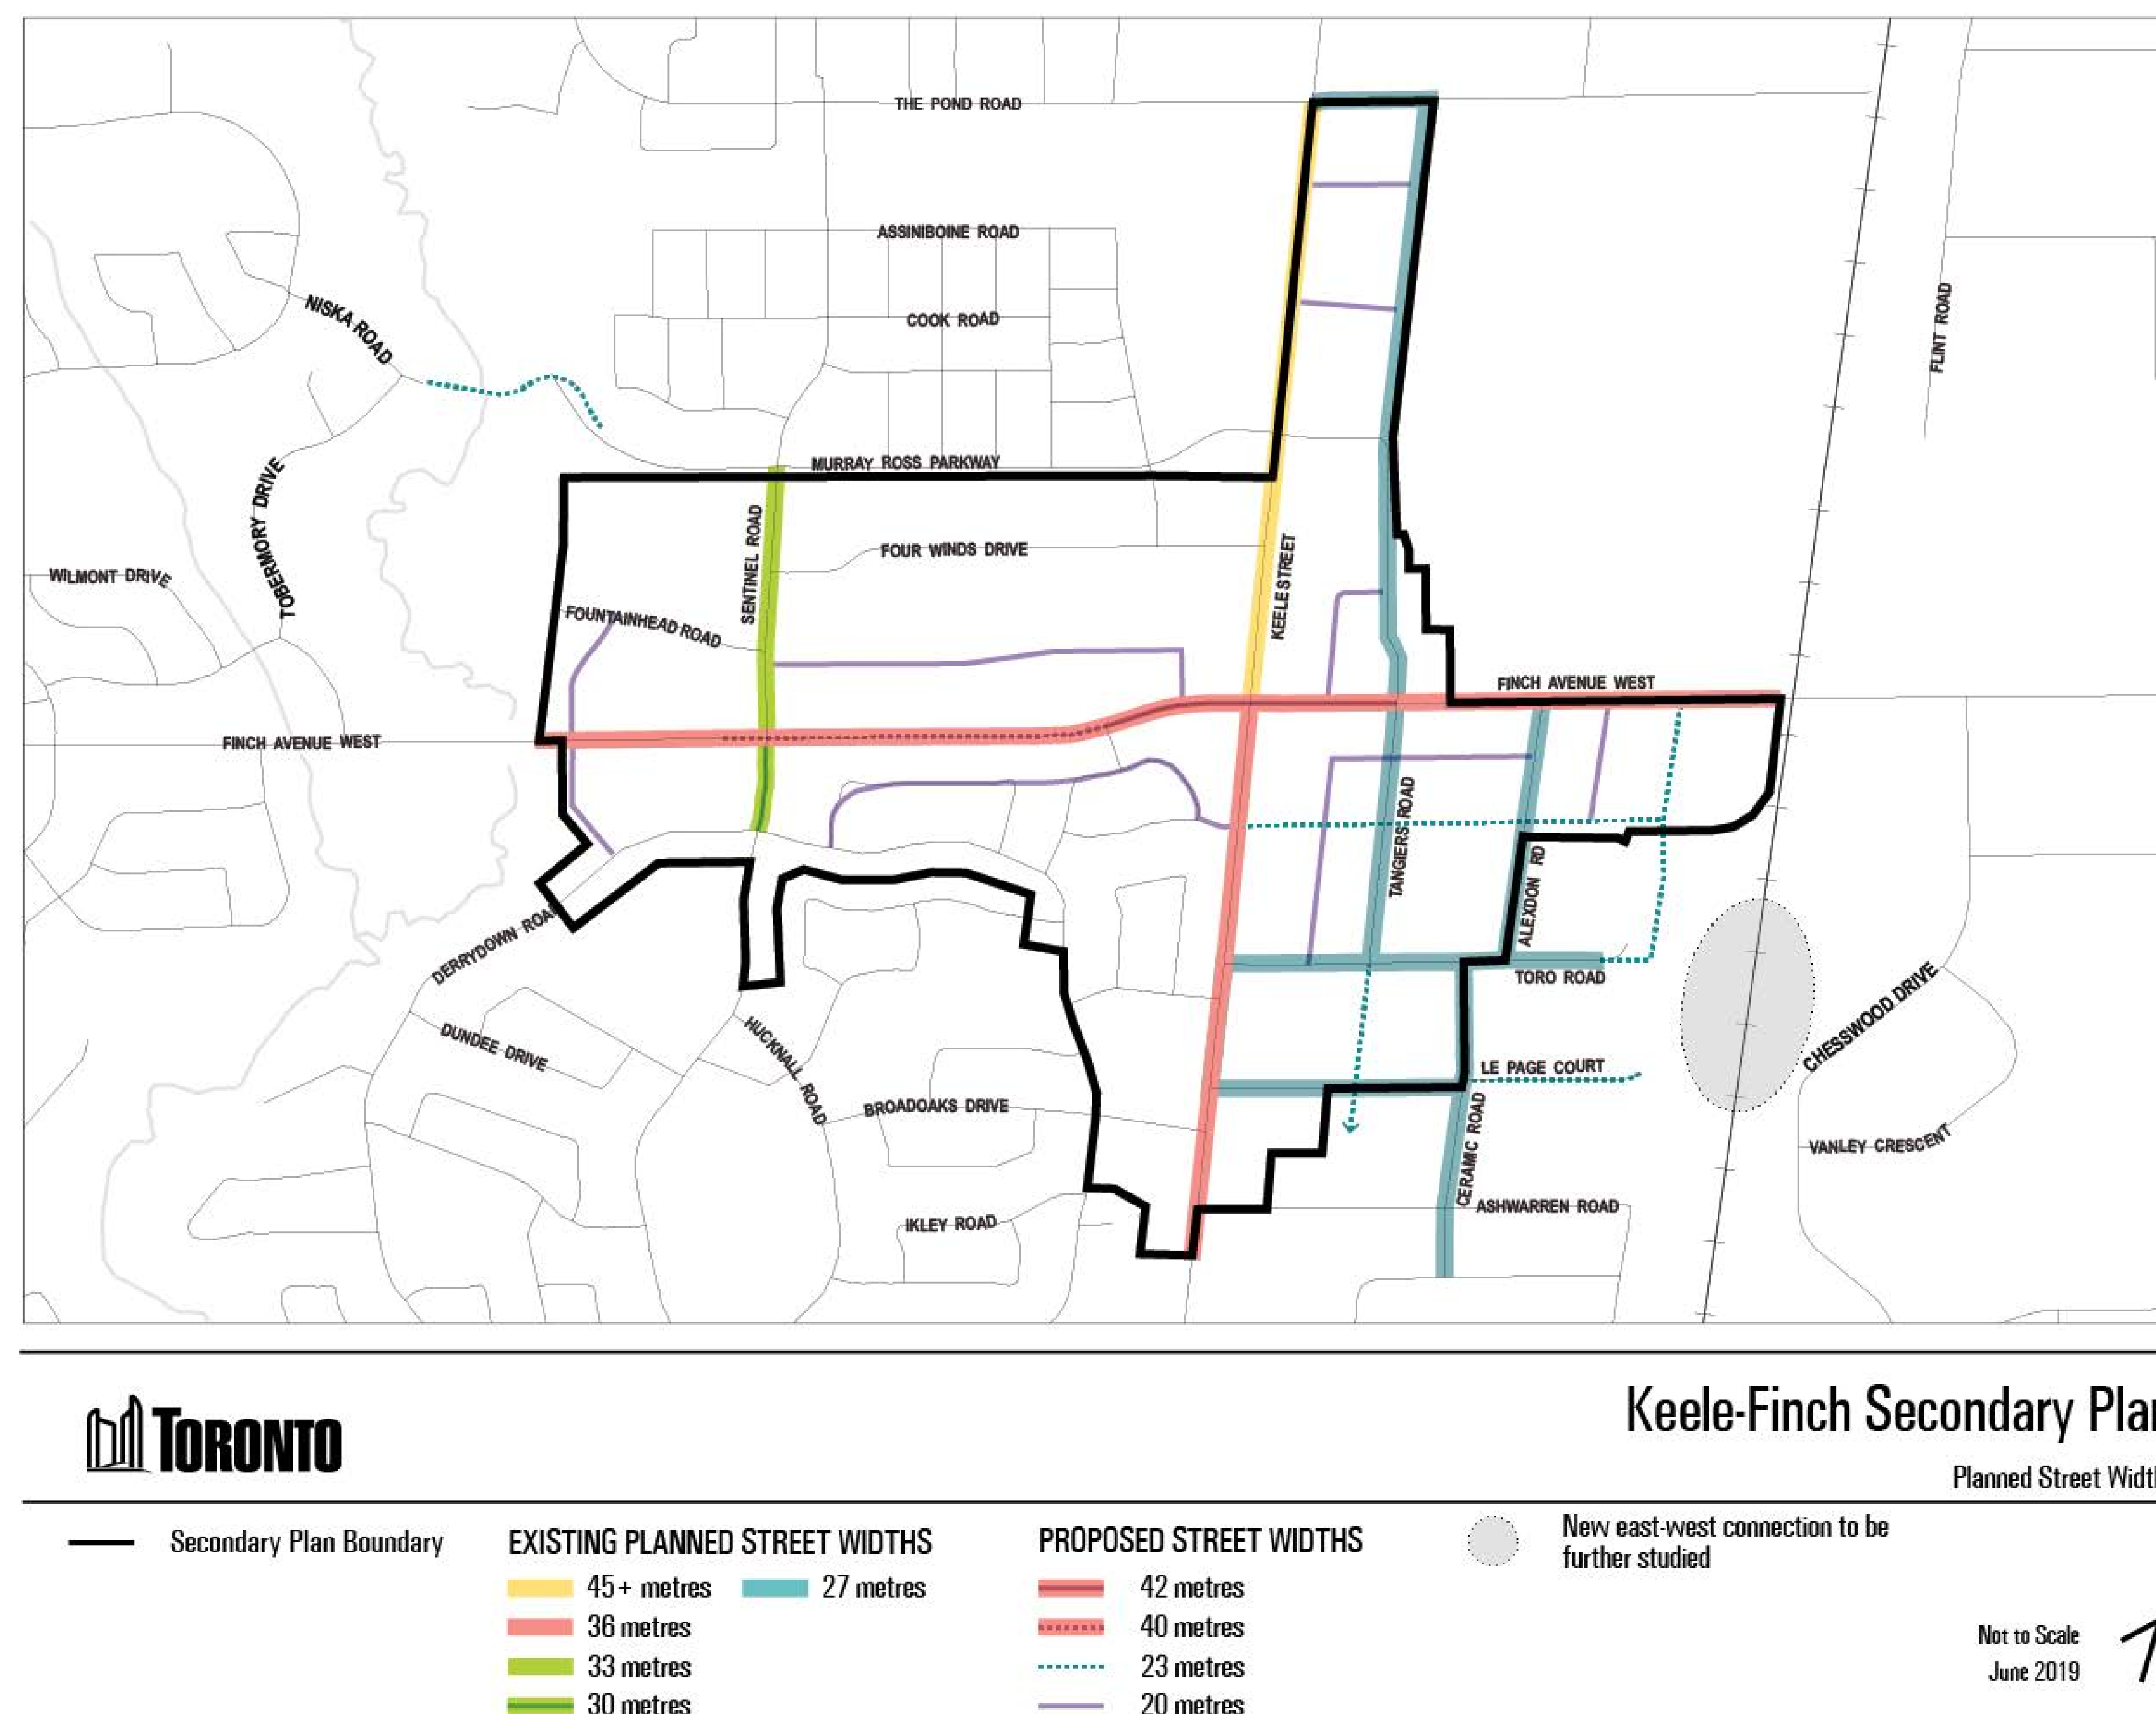 THE POND ROAD
ASSINIBOINE ROAD
NISKA ROAD
COOK ROAD
FLINT ROAD
MURRAY ROSS PARKWAY
TOBERMORY DRIVE
SENTINEL ROAD
FOUR WINDS DRIVE
KEELE STREET
WILMONT DRIVE
FOUNTAINHEAD ROAD
FINCH AVENUE WEST
FINCH AVENUE WEST
TANGIERS ROAD
ALEXDON RD
DERRYDOWN ROAD
TORO ROAD
CHESSWOOD DRIVE
DUNDEE DRIVE
HUCKNALL ROAD
LE PAGE COURT
BROADOAKS DRIVE
CERAMIC ROAD
VANLEY CRESCENT
IKLEY ROAD
ASHWARREN ROAD
TORONTO
Keele-Finch Secondary Pla
Planned Street Widt
Secondary Plan Boundary
EXISTING PLANNED STREET WIDTHS
45+ metres
27 metres
36 metres
33 metres
30 metres
PROPOSED STREET WIDTHS
42 metres
40 metres
23 metres
20 metres
New east-west connection to be
further studied
Not to Scale
June 2019